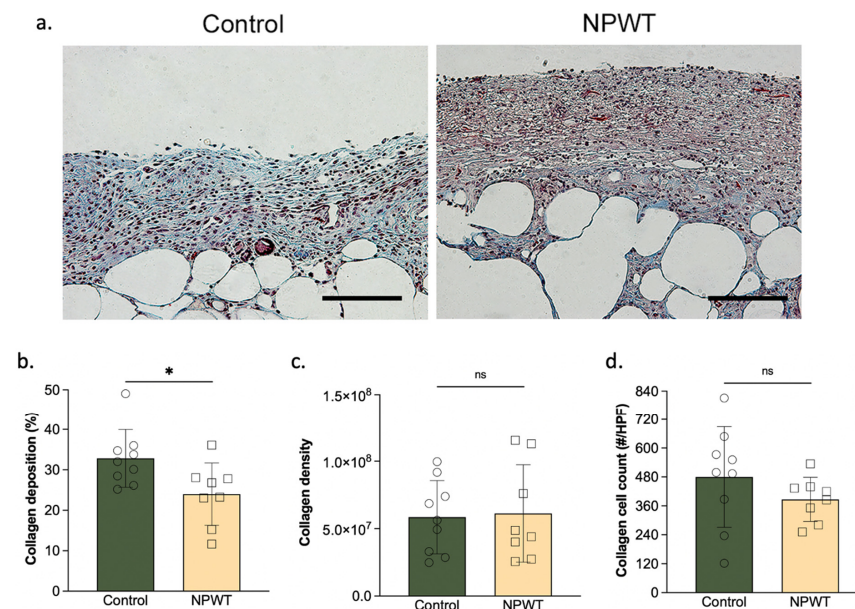 a.
Control
NPWT
b.
Collagen deposition (%)
50
40
30
20
10
0
*
Control
NPWT
c.
Collagen density
1.5×10⁸
1.0×10⁸
5.0×10⁷
0.0
ns
Control
NPWT
d.
Collagen cell count (#/HPF)
840
720
600
480
360
240
120
0
ns
Control
NPWT